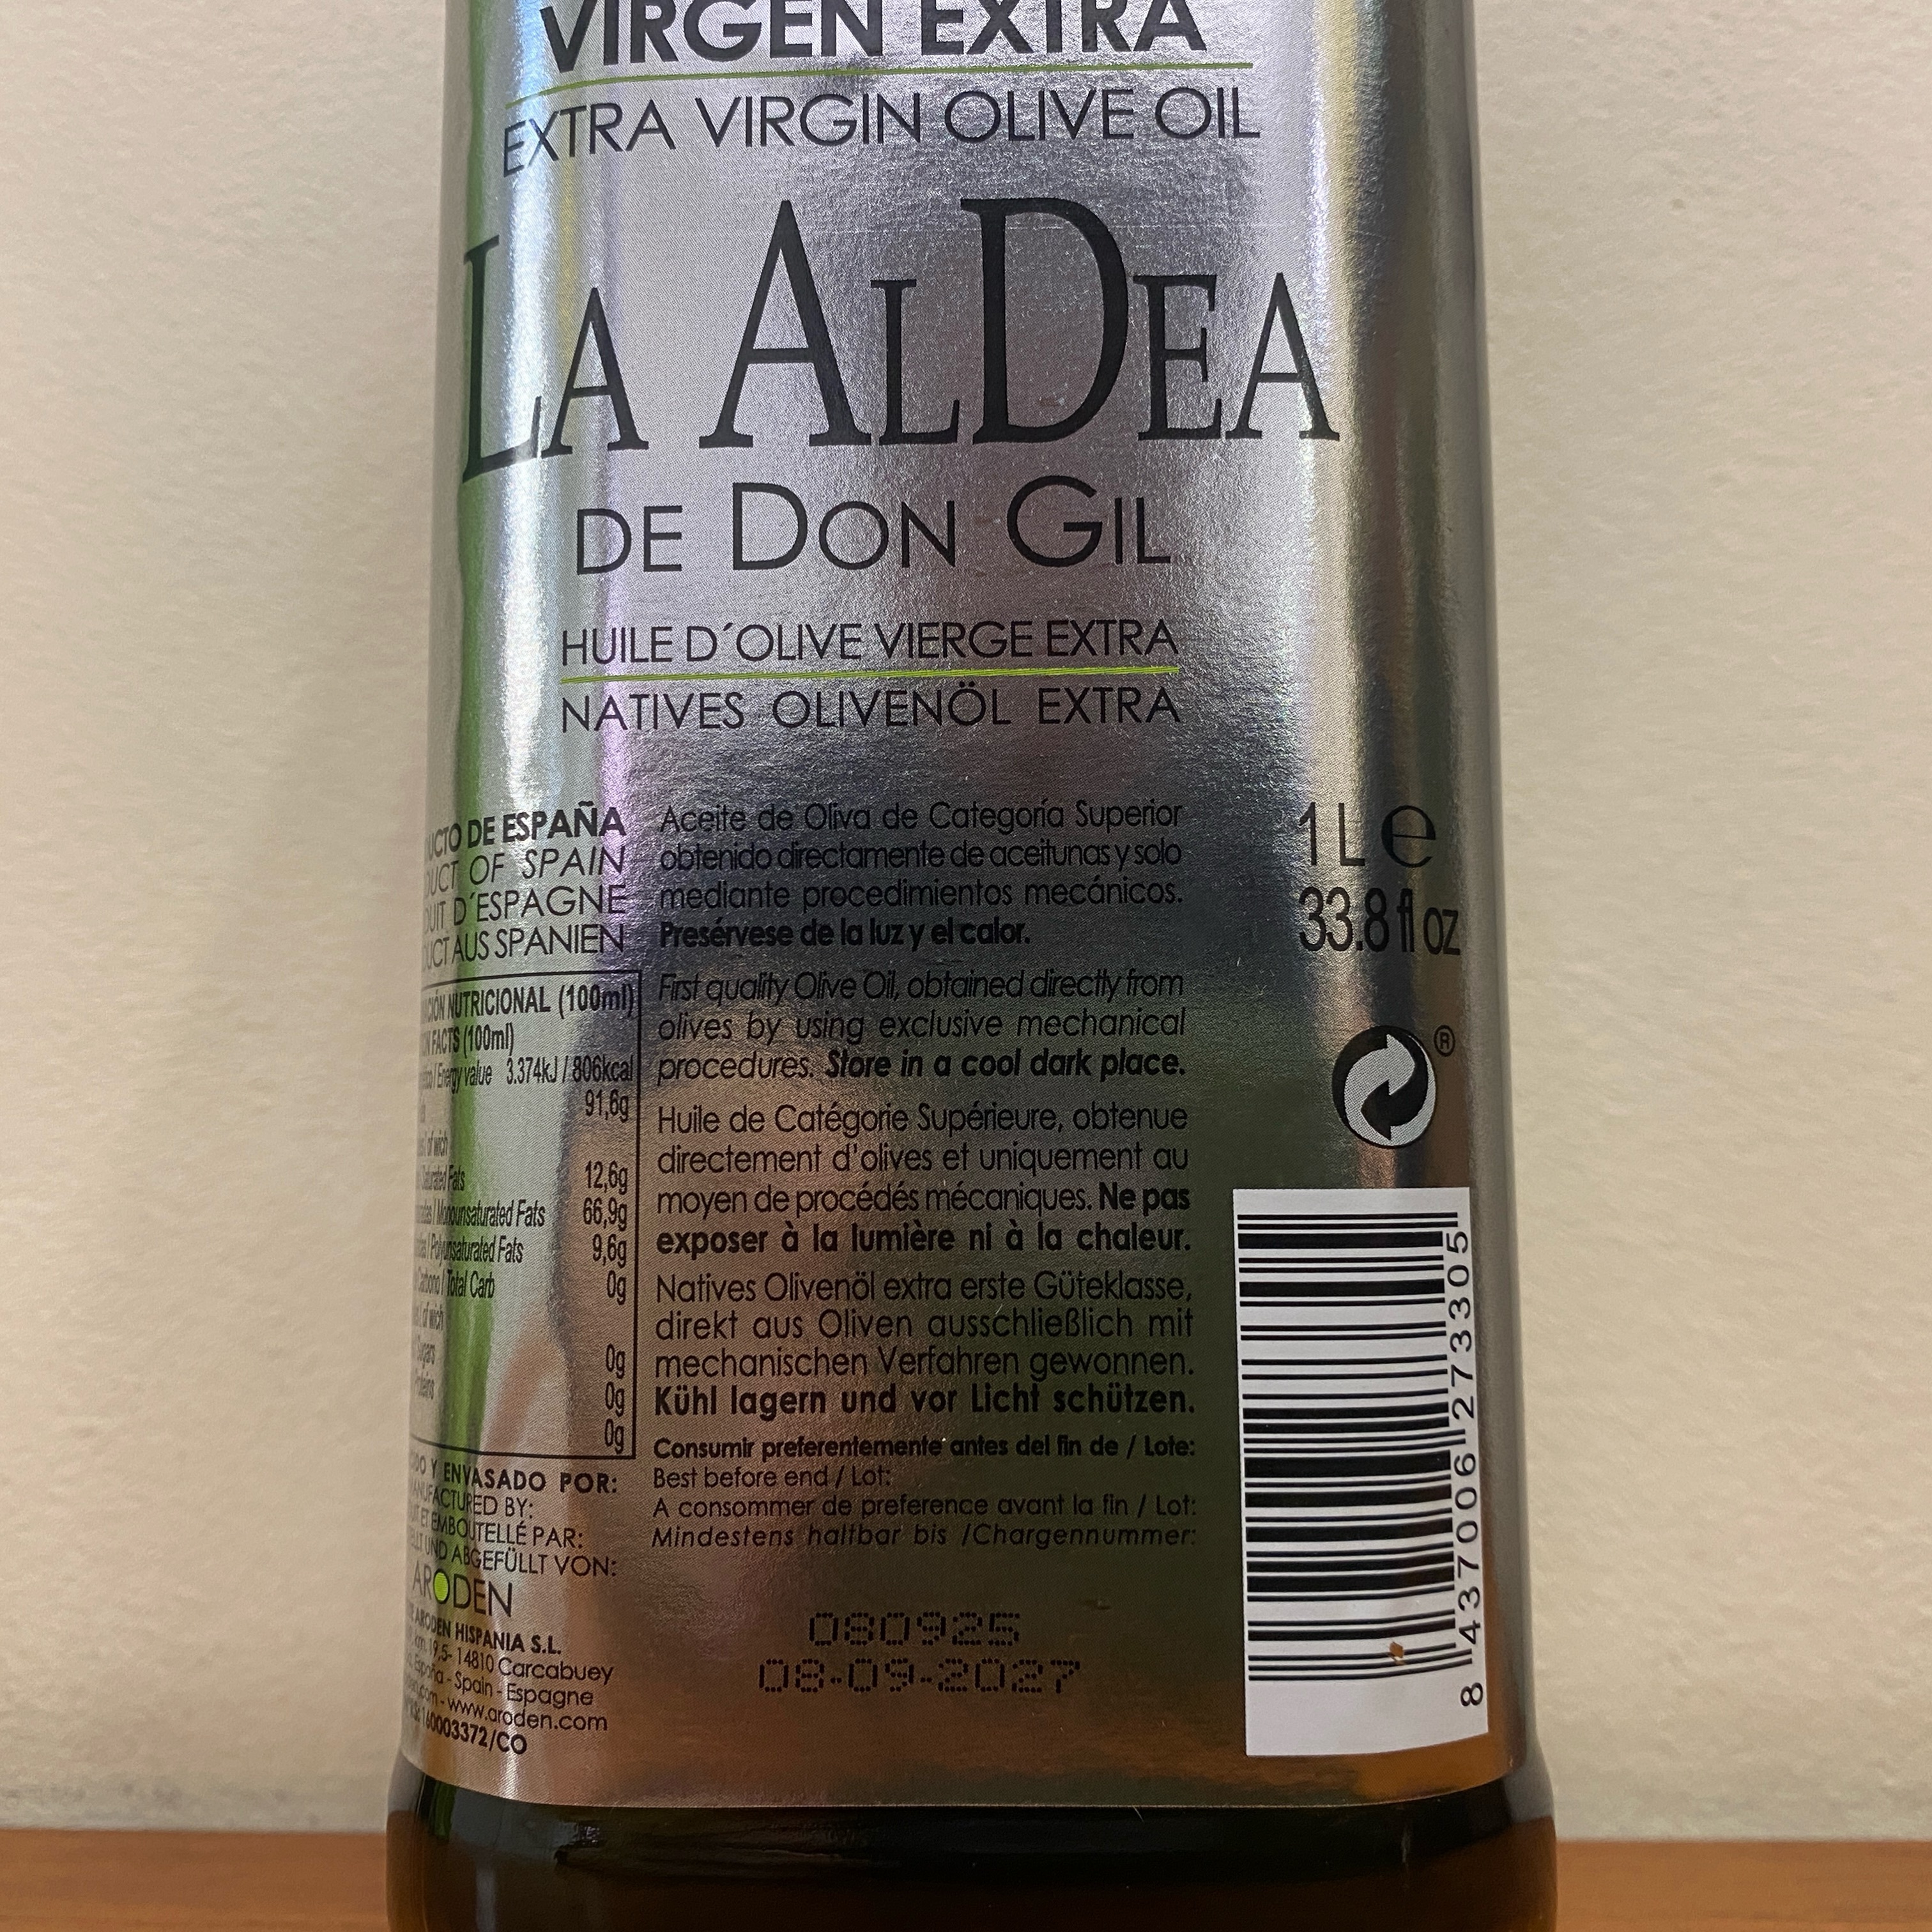 VIRGEN EXTRA
EXTRA VIRGIN OLIVE OIL
LA ALDEA
DE DON GIL
HUILE D´OLIVE VIERGE EXTRA
NATIVES OLIVENÖL EXTRA
DE ESPAÑA
OF SPAIN
D´ESPAGNE
AUS SPANIEN
NUTRICIONAL (100ml)
FACTS (100ml)
Energy value 3.374kJ / 806kcal
91,6g
of wich
Saturated Fats 12,6g
Monounsaturated Fats 66,9g
Polyunsaturated Fats 9,6g
Total Carb 0g
of wich
Sugars 0g
0g
0g
Y ENVASADO POR:
MANUFACTURED BY:
ET EMBOUTELLÉ PAR:
UND ABGEFÜLLT VON:
ARODEN
ARODEN HISPANIA S.L.
km. 19,5- 14810 Carcabuey
España - Spain - Espagne
www.aroden.com
160003372/CO
Aceite de Oliva de Categoría Superior
obtenido directamente de aceitunas y solo
mediante procedimientos mecánicos.
Presérvese de la luz y el calor.
First quality Olive Oil, obtained directly from
olives by using exclusive mechanical
procedures. Store in a cool dark place.
Huile de Catégorie Supérieure, obtenue
directement d'olives et uniquement au
moyen de procédés mécaniques. Ne pas
exposer à la lumière ni à la chaleur.
Natives Olivenöl extra erste Güteklasse,
direkt aus Oliven ausschließlich mit
mechanischen Verfahren gewonnen.
Kühl lagern und vor Licht schützen.
Consumir preferentemente antes del fin de / Lote:
Best before end / Lot:
A consommer de preference avant la fin / Lot:
Mindestens haltbar bis /Chargennummer:
080925
08-09-2027
1 L e
33.8 fl oz
®
8 437006 273305